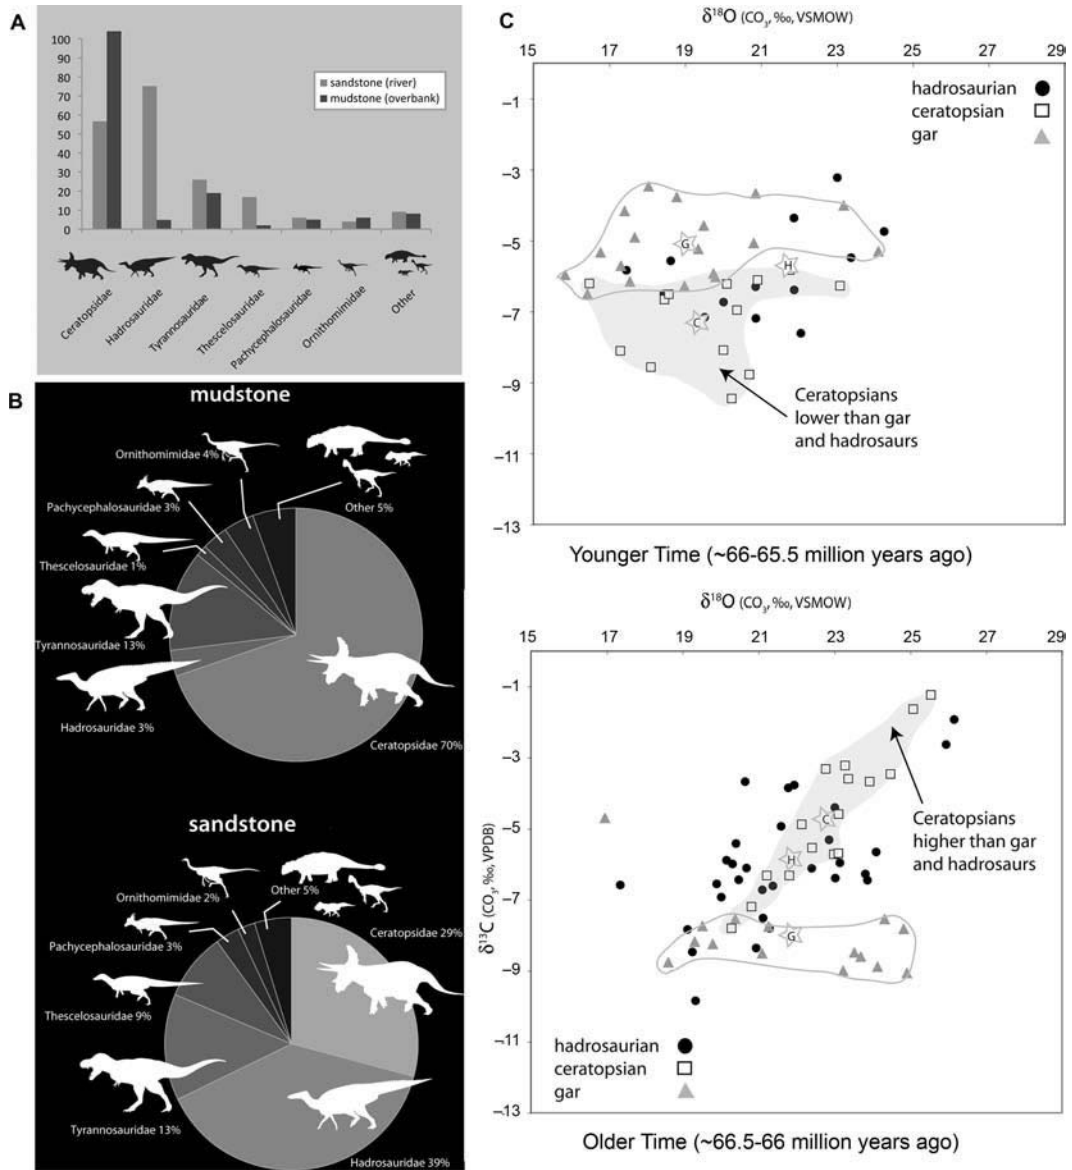 A
100
90
80
70
60
50
40
30
20
10
0
sandstone (river)
mudstone (overbank)
Ceratopsidae
Hadrosauridae
Tyrannosauridae
Thescelosauridae
Pachycephalosauridae
Ornithomimidae
Other
B
mudstone
Ornithomimidae 4%
Pachycephalosauridae 3%
Other 5%
Thescelosauridae 1%
Tyrannosauridae 13%
Hadrosauridae 3%
Ceratopsidae 70%
sandstone
Other 5%
Ornithomimidae 2%
Ceratopsidae 29%
Pachycephalosauridae 3%
Thescelosauridae 9%
Tyrannosauridae 13%
Hadrosauridae 39%
C
δ18O (CO3, ‰, VSMOW)
15 17 19 21 23 25 27 29
–1
–3
–5
–7
–9
–11
–13
hadrosaurian
ceratopsian
gar
G
H
C
Ceratopsians
lower than gar
and hadrosaurs
Younger Time (~66-65.5 million years ago)
δ18O (CO3, ‰, VSMOW)
15 17 19 21 23 25 27 29
δ13C (CO3, ‰, VPDB)
–1
–3
–5
–7
–9
–11
–13
C
H
G
Ceratopsians
higher than gar
and hadrosaurs
hadrosaurian
ceratopsian
gar
Older Time (~66.5-66 million years ago)